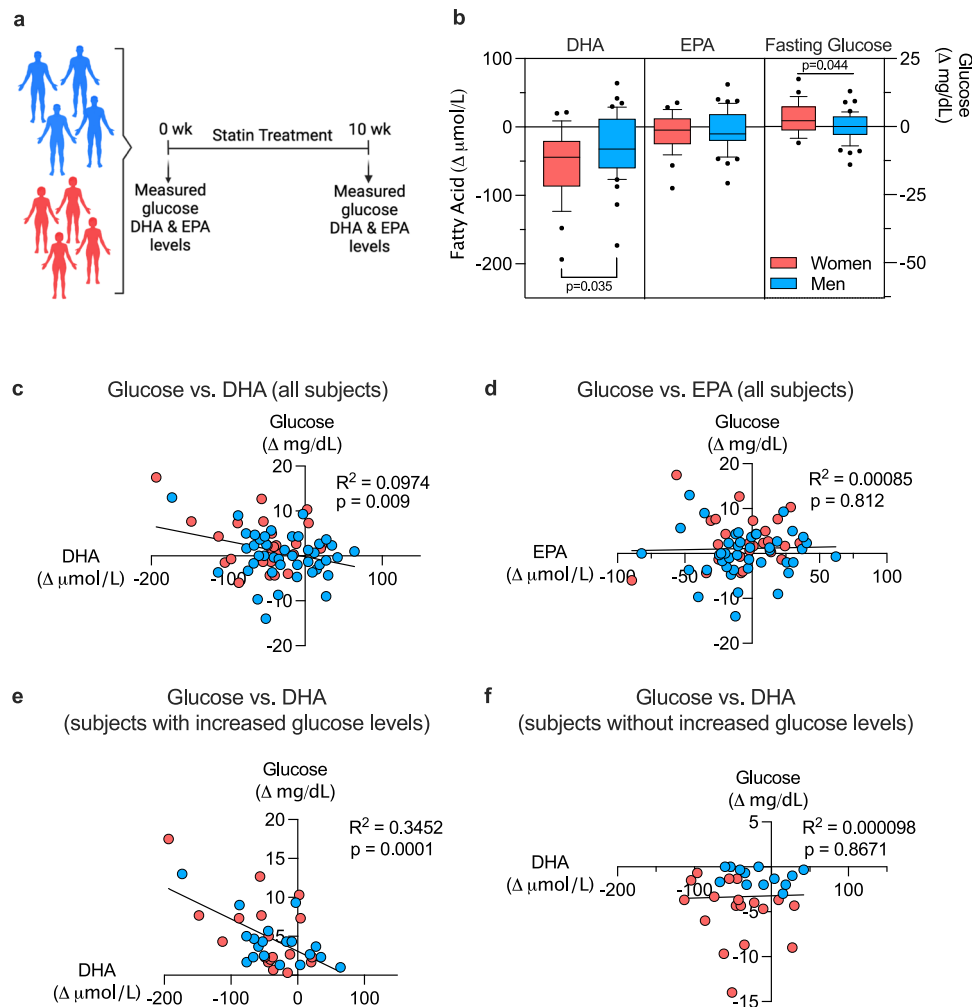 a
0 wk
Statin Treatment
10 wk
Measured
glucose
DHA & EPA
levels
Measured
glucose
DHA & EPA
levels
b
DHA
EPA
Fasting Glucose
Fatty Acid (Δ μmol/L)
100
0
-100
-200
p=0.035
p=0.044
Women
Men
25
0
-25
-50
Glucose
(Δ mg/dL)
c
Glucose vs. DHA (all subjects)
Glucose
(Δ mg/dL)
20
10
0
-10
-20
R² = 0.0974
p = 0.009
DHA
(Δ μmol/L)
-200
-100
100
d
Glucose vs. EPA (all subjects)
Glucose
(Δ mg/dL)
20
10
0
-10
-20
R² = 0.00085
p = 0.812
EPA
(Δ μmol/L)
-100
-50
50
100
e
Glucose vs. DHA
(subjects with increased glucose levels)
Glucose
(Δ mg/dL)
20
15
10
5
R² = 0.3452
p = 0.0001
DHA
(Δ μmol/L)
-200
-100
0
100
f
Glucose vs. DHA
(subjects without increased glucose levels)
Glucose
(Δ mg/dL)
5
-5
-10
-15
R² = 0.000098
p = 0.8671
DHA
(Δ μmol/L)
-200
-100
100